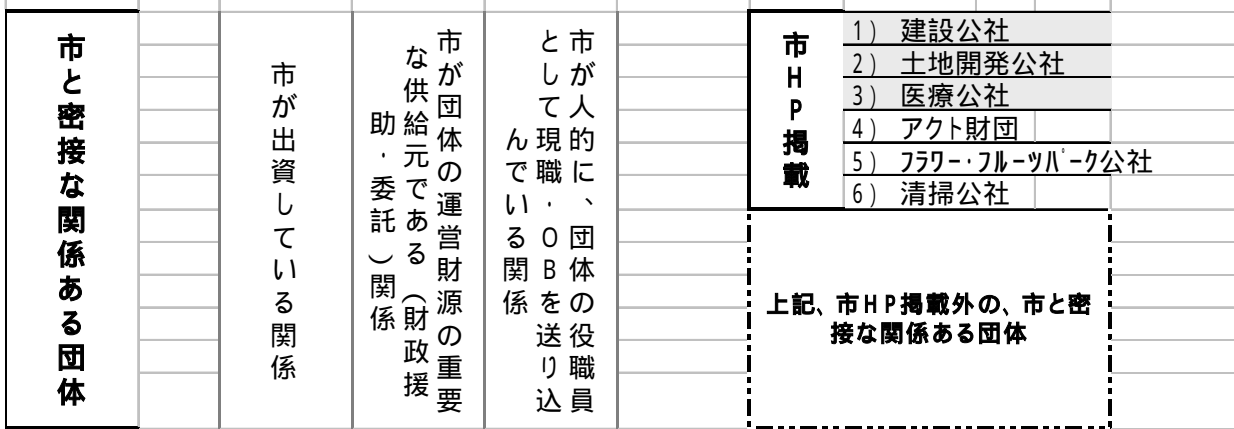 市と密接な関係ある団体
市が出資している関係
市が団体の運営財源の重要
な供給元である（財政援
助・委託）関係
市が人的に、団体の役職員
として現職・OBを送り込
んでいる関係
市HP掲載
1) 建設公社
2) 土地開発公社
3) 医療公社
4) アクト財団
5) ﾌﾗﾜｰ･ﾌﾙｰﾂﾊﾟｰｸ公社
6) 清掃公社
上記、市HP掲載外の、市と密
接な関係ある団体